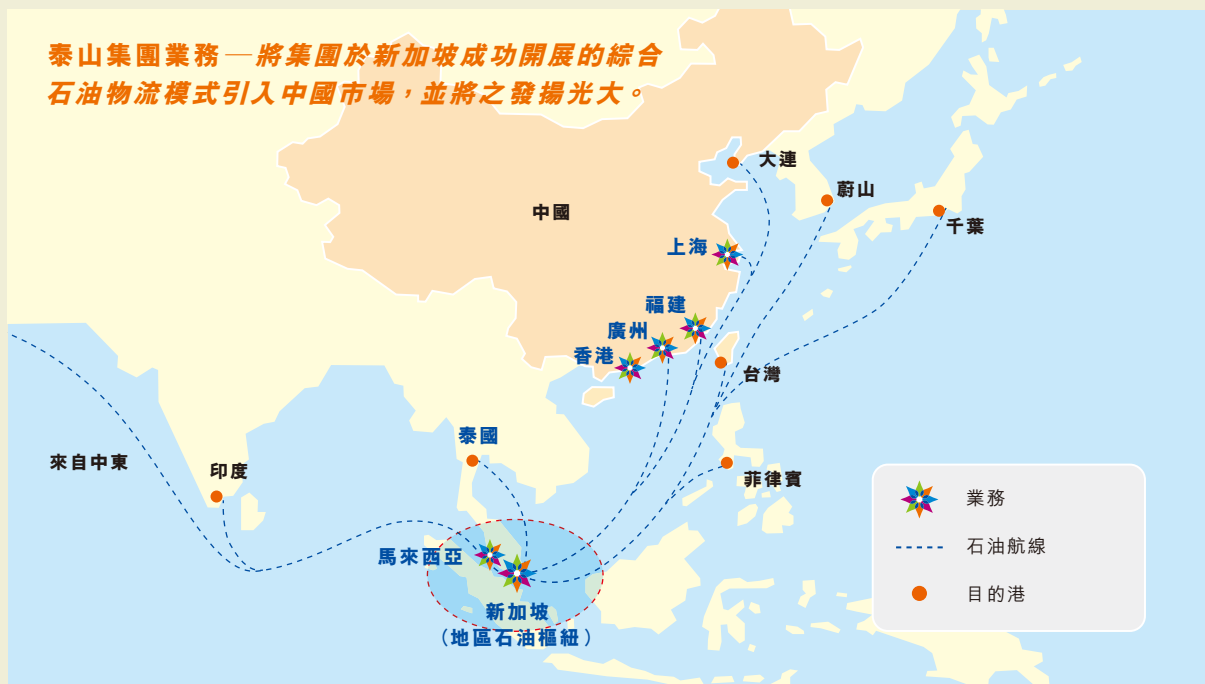 泰山集團業務—將集團於新加坡成功開展的綜合
石油物流模式引入中國市場，並將之發揚光大。
大連
蔚山
中國
千葉
上海
福建
廣州
香港
台灣
泰國
來自中東
印度
菲律賓
馬來西亞
新加坡
（地區石油樞紐）
業務
石油航線
目的港